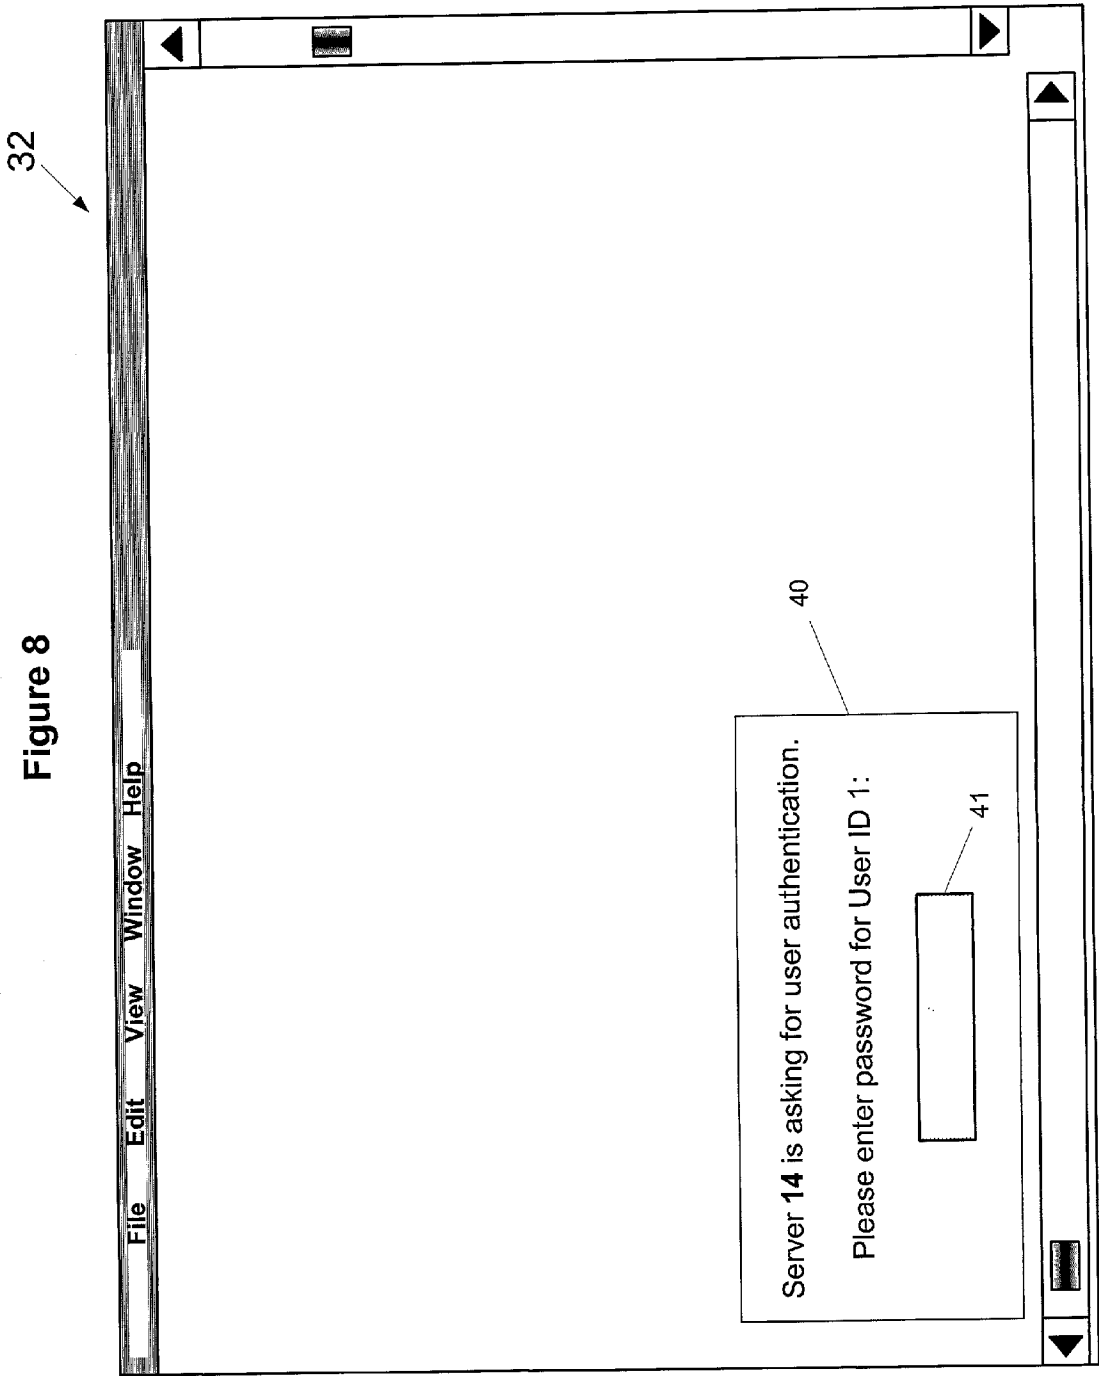 Figure 8
32
File Edit View Window Help
40
Server 14 is asking for user authentication.
Please enter password for User ID 1:
41